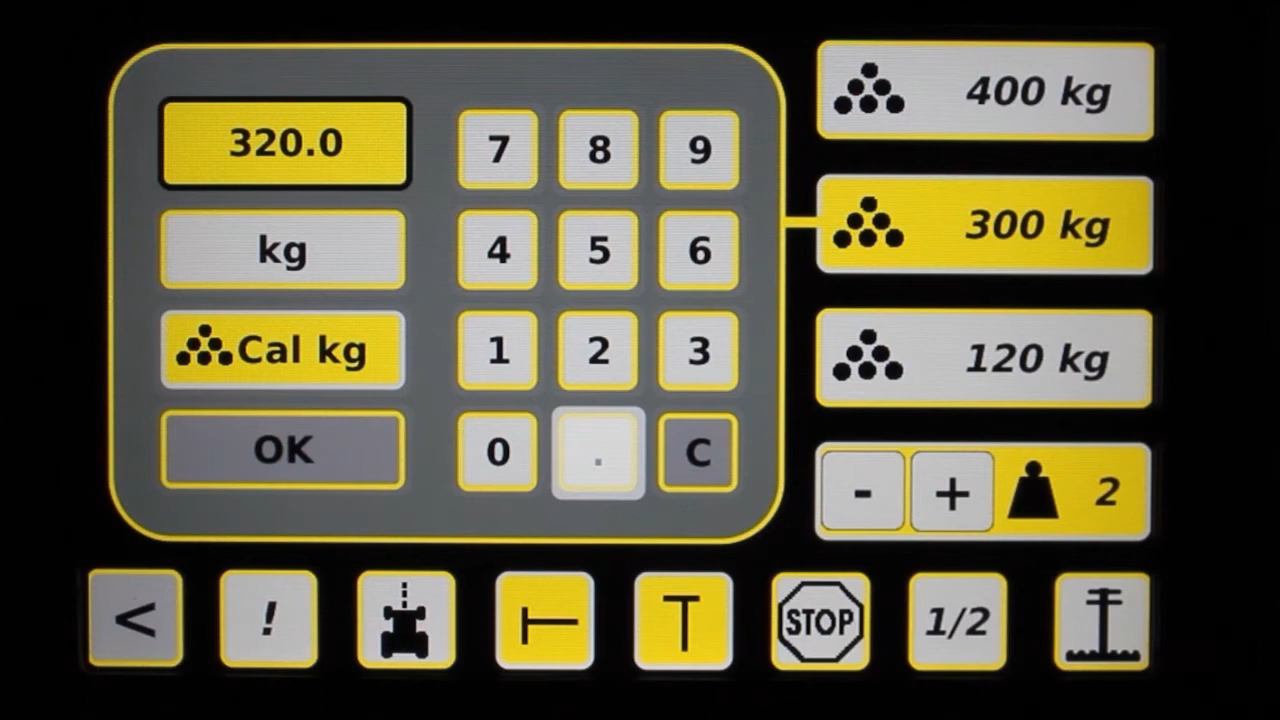 320.0
kg
Cal kg
OK
7 8 9
4 5 6
1 2 3
0 . C
400 kg
300 kg
120 kg
- + 2
< ! STOP 1/2